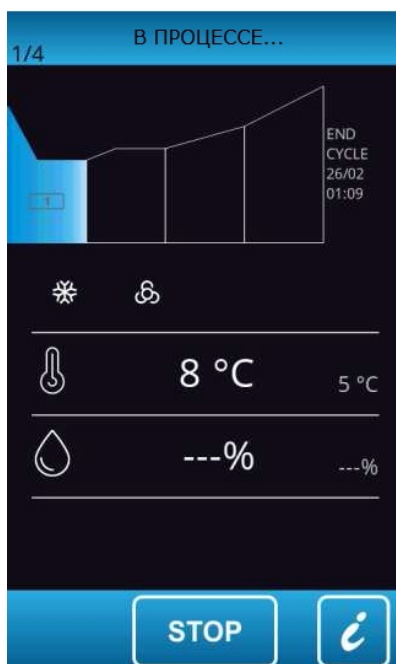 В ПРОЦЕССЕ...
1/4
END
CYCLE
26/02
01:09
1
8 °C
5 °C
---%
---%
STOP
i